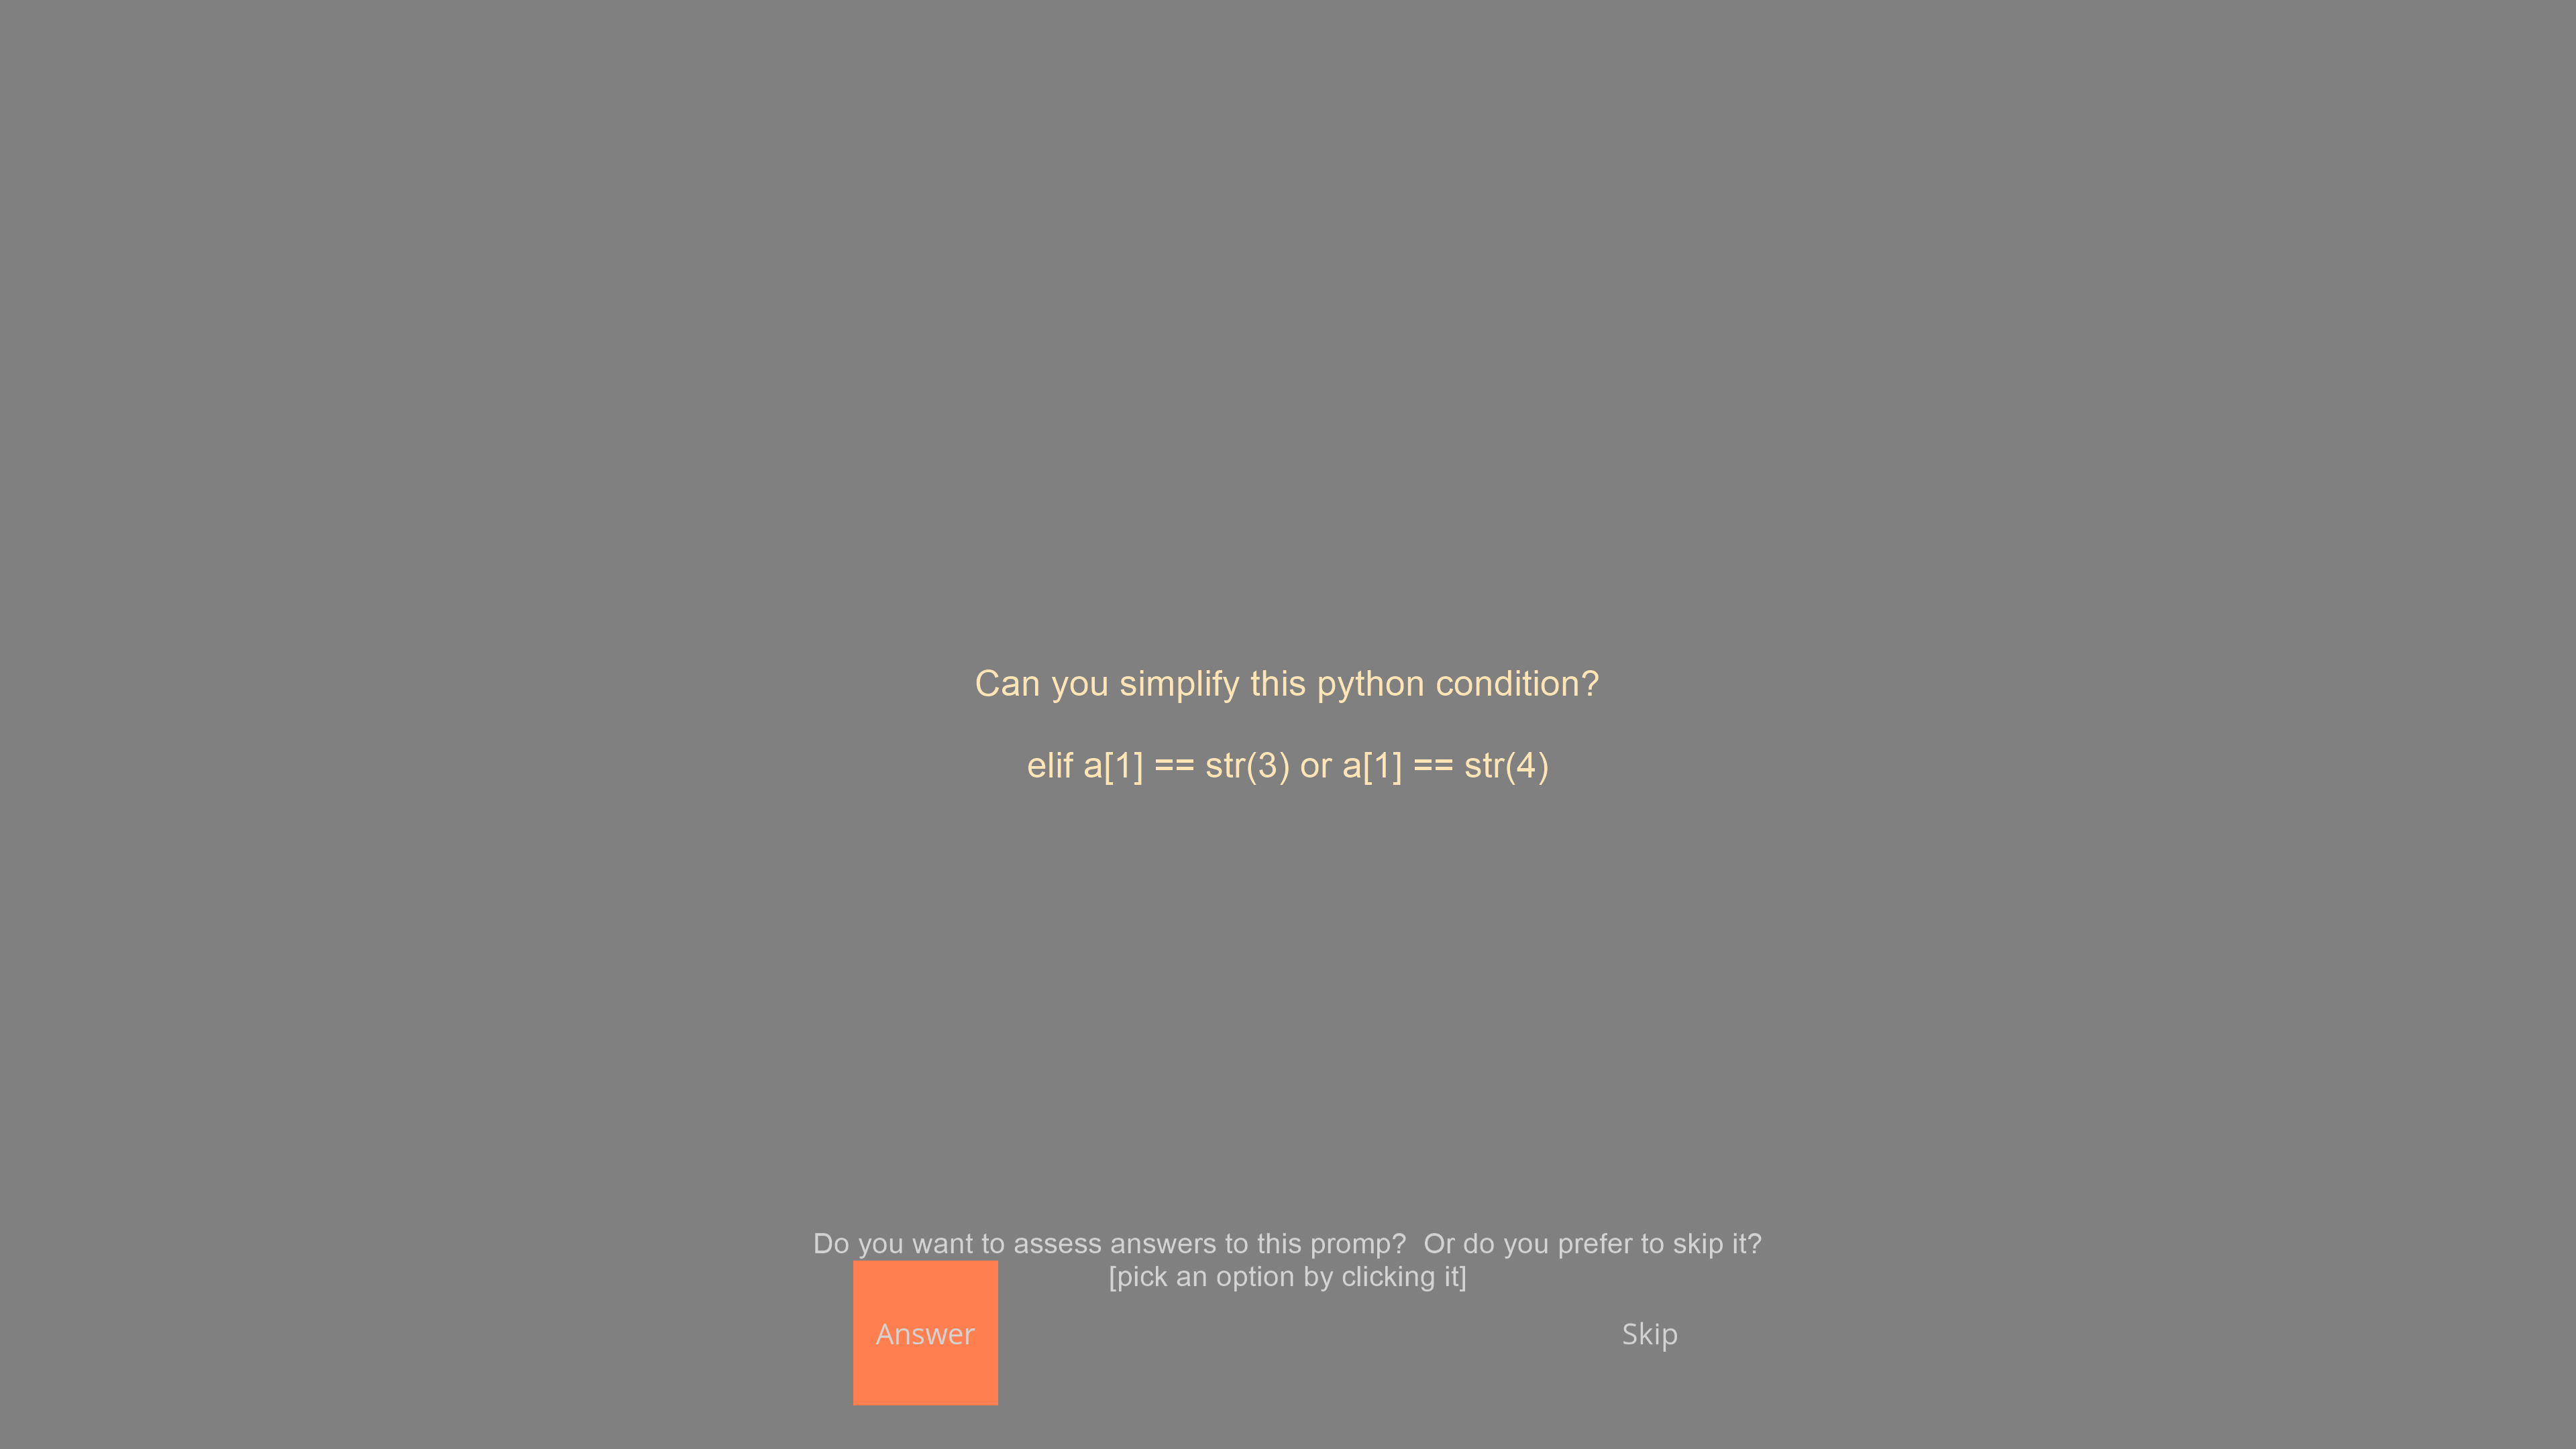 Can you simplify this python condition?
elif a[1] == str(3) or a[1] == str(4)
Do you want to assess answers to this promp?  Or do you prefer to skip it?
[pick an option by clicking it]
Answer
Skip